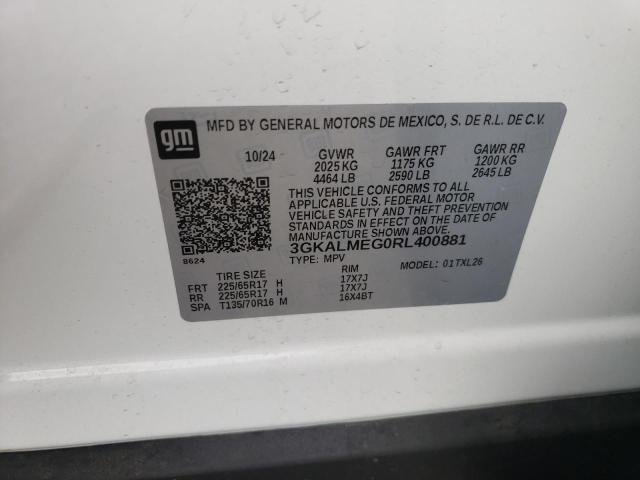 gm
MFD BY GENERAL MOTORS DE MEXICO, S. DE R.L. DE C.V.
10/24 GVWR GAWR FRT GAWR RR
2025 KG 1175 KG 1200 KG
4464 LB 2590 LB 2645 LB
THIS VEHICLE CONFORMS TO ALL
APPLICABLE U.S. FEDERAL MOTOR
VEHICLE SAFETY AND THEFT PREVENTION
STANDARDS IN EFFECT ON THE DATE OF
MANUFACTURE SHOWN ABOVE.
3GKALMEG0RL400881
8624 TYPE: MPV MODEL: 01TXL26
TIRE SIZE RIM
FRT 225/65R17 H 17X7J
RR 225/65R17 H 17X7J
SPA T135/70R16 M 16X4BT